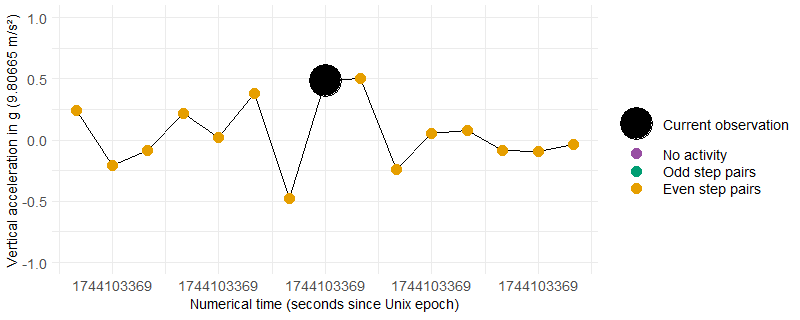 Vertical acceleration in g (9.80665 m/s²)
1.0
0.5
0.0
-0.5
-1.0
1744103369 1744103369 1744103369 1744103369 1744103369
Numerical time (seconds since Unix epoch)
Current observation
No activity
Odd step pairs
Even step pairs